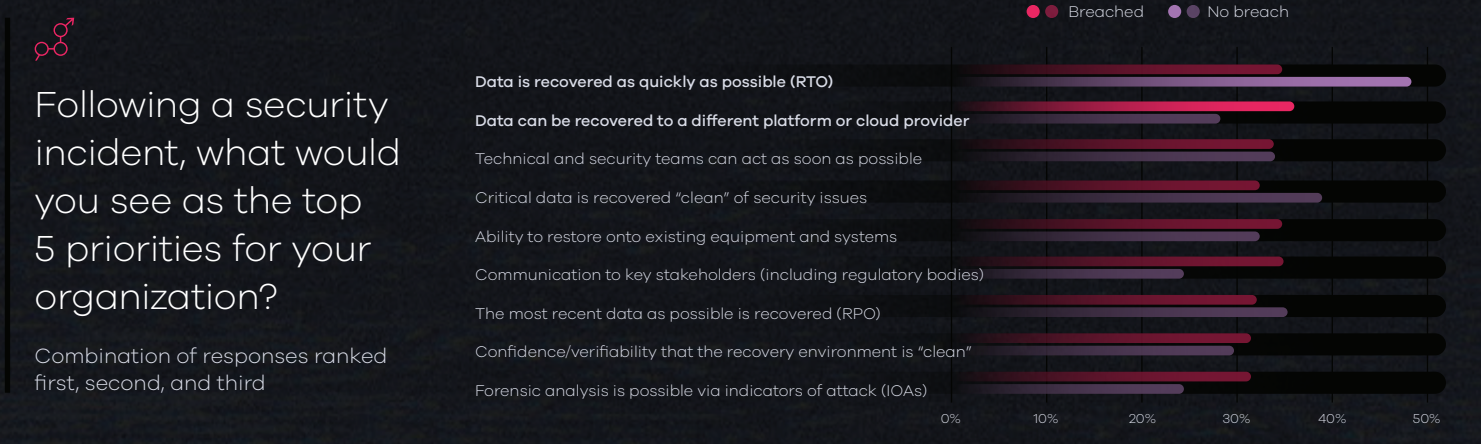 Breached No breach
Following a security
incident, what would
you see as the top
5 priorities for your
organization?
Combination of responses ranked
first, second, and third
Data is recovered as quickly as possible (RTO)
Data can be recovered to a different platform or cloud provider
Technical and security teams can act as soon as possible
Critical data is recovered “clean” of security issues
Ability to restore onto existing equipment and systems
Communication to key stakeholders (including regulatory bodies)
The most recent data as possible is recovered (RPO)
Confidence/verifiability that the recovery environment is “clean”
Forensic analysis is possible via indicators of attack (IOAs)
0% 10% 20% 30% 40% 50%